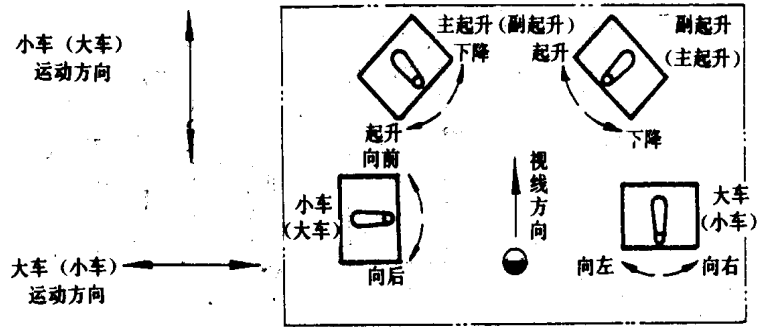 小车（大车）
运动方向
主起升(副起升)
下降
起升
向前
副起升
(主起升)
起升
下降
小车
(大车)
向后
视线方向
大车
(小车)
向左
向右
大车（小车）
运动方向